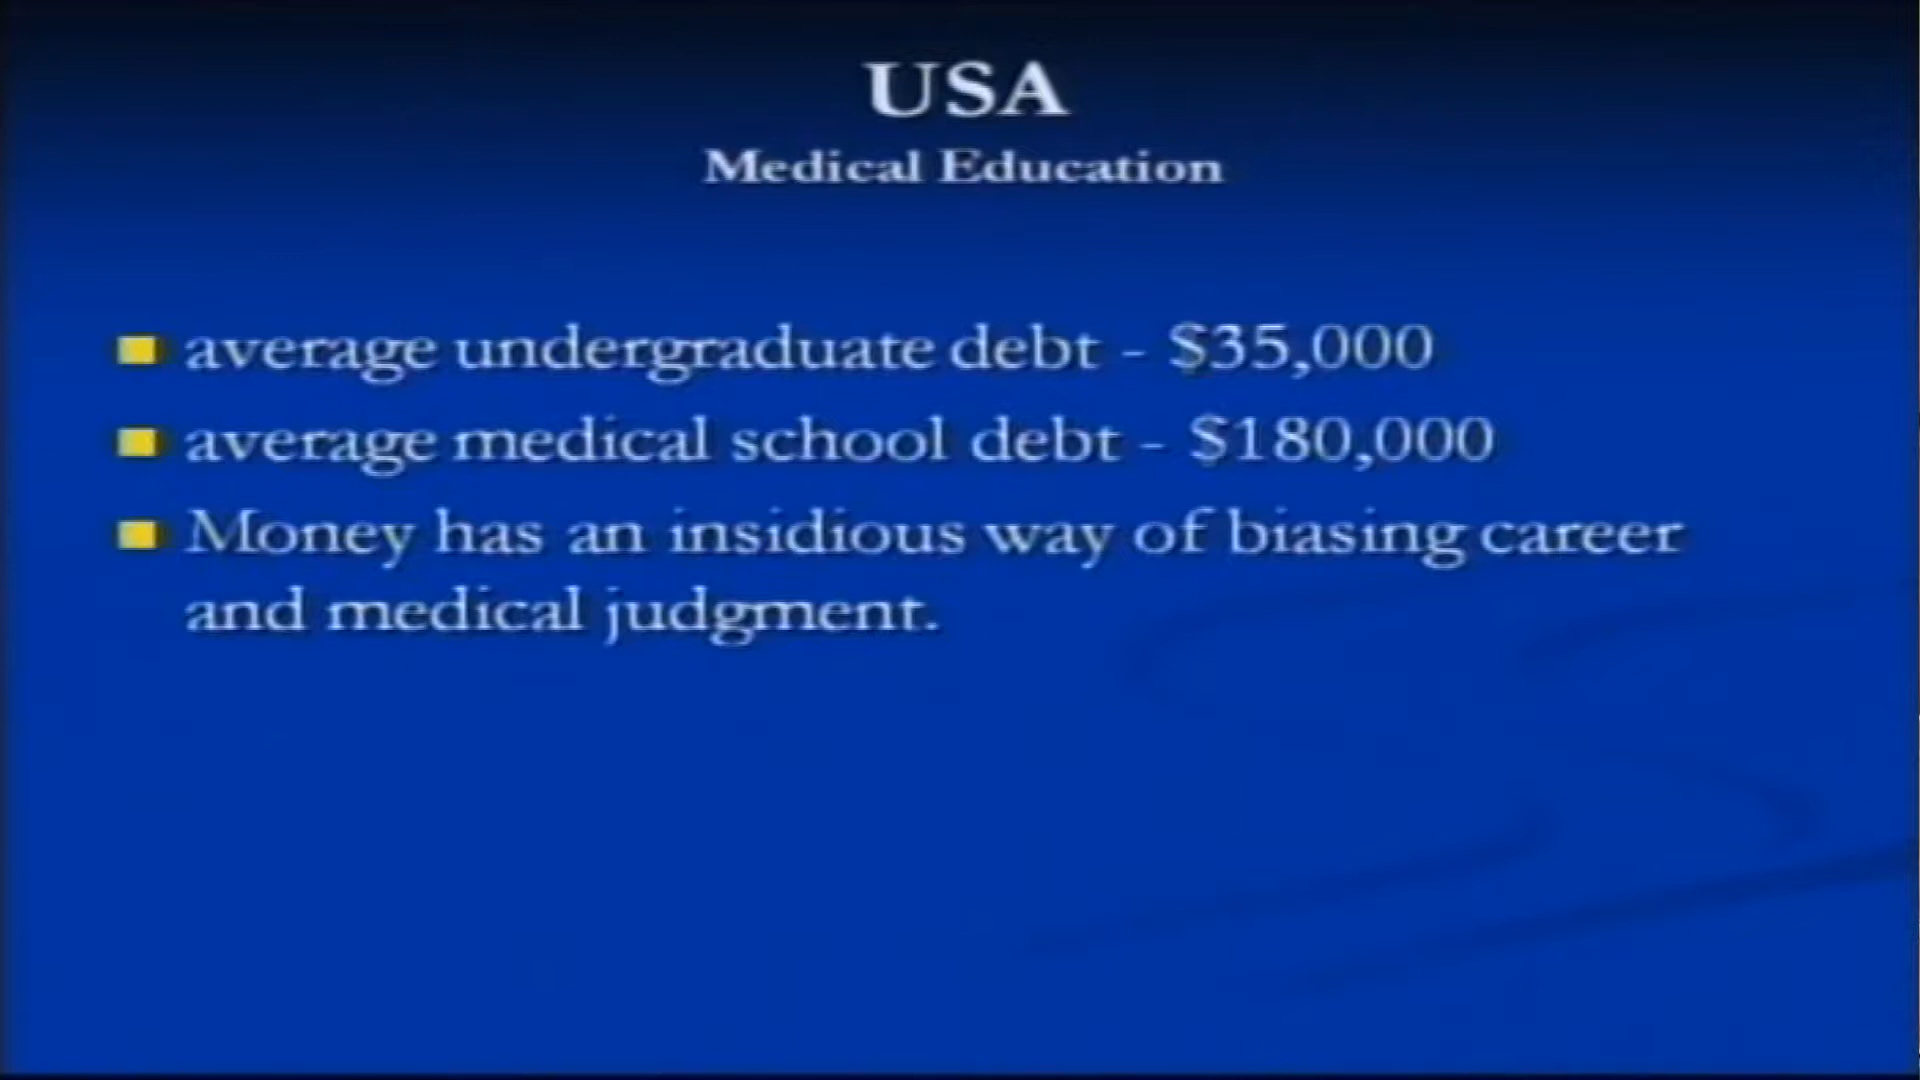 USA
Medical Education
average undergraduate debt - $35,000
average medical school debt - $180,000
Money has an insidious way of biasing career
and medical judgment.